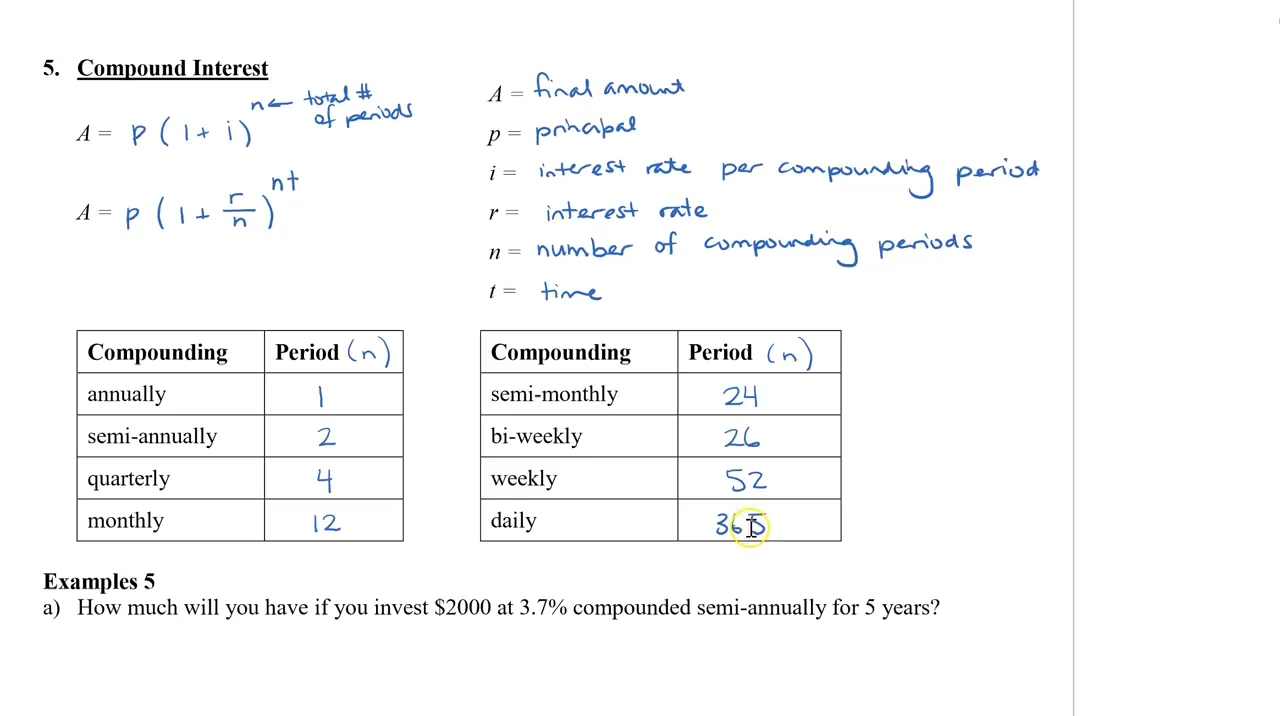 5. Compound Interest
A = p ( 1 + i )^n ← total # of periods
A = p ( 1 + r/n )^nt
A = final amount
p = principal
i = interest rate per compounding period
r = interest rate
n = number of compounding periods
t = time
Compounding Period (n)
annually 1
semi-annually 2
quarterly 4
monthly 12
Compounding Period (n)
semi-monthly 24
bi-weekly 26
weekly 52
daily 365
Examples 5
a) How much will you have if you invest $2000 at 3.7% compounded semi-annually for 5 years?